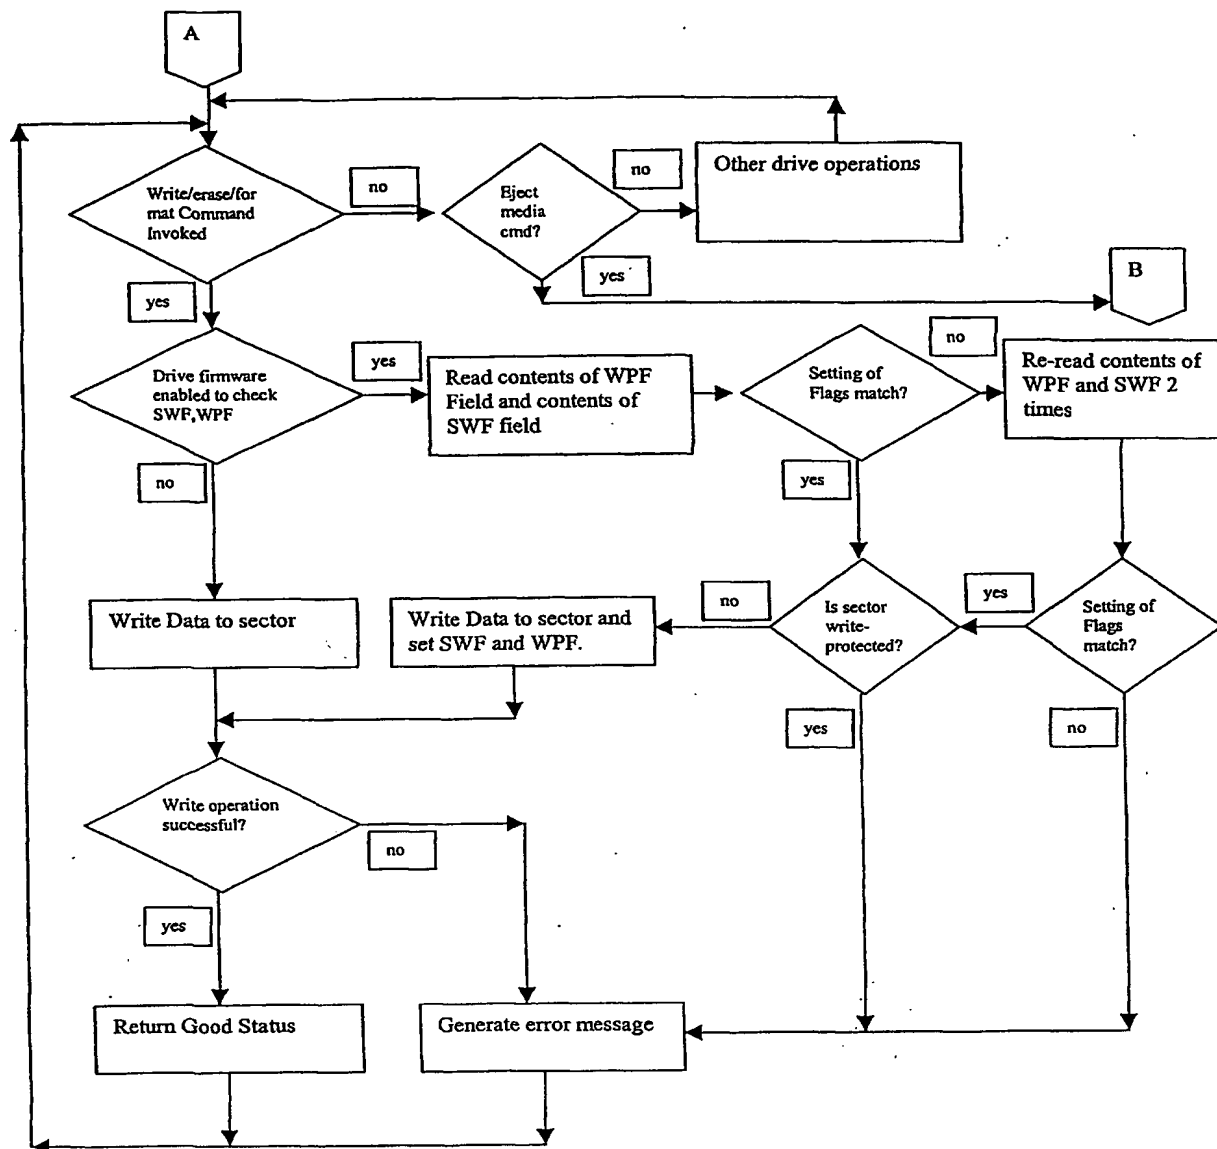 A
Write/erase/for
mat Command
Invoked
no
Eject
media
cmd?
no
Other drive operations
yes
B
yes
Drive firmware
enabled to check
SWF,WPF
yes
Read contents of WPF
Field and contents of
SWF field
Setting of
Flags match?
no
Re-read contents of
WPF and SWF 2
times
no
yes
Write Data to sector
Write Data to sector and
set SWF and WPF.
no
Is sector
write-
protected?
yes
Setting of
Flags
match?
yes
no
Write operation
successful?
no
yes
Return Good Status
Generate error message